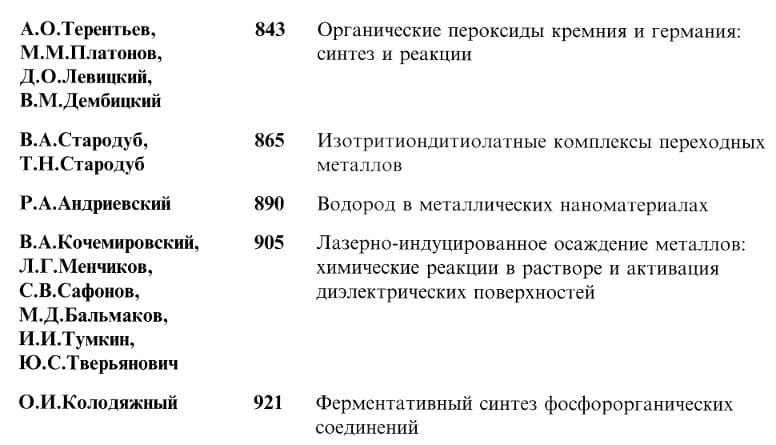 А.О.Терентьев, 843 Органические пероксиды кремния и германия:
М.М.Платонов, синтез и реакции
Д.О.Левицкий,
В.М.Дембицкий
В.А.Стародуб, 865 Изотритиондитиолатные комплексы переходных
Т.Н.Стародуб металлов
Р.А.Андриевский 890 Водород в металлических наноматериалах
В.А.Кочемировский, 905 Лазерно-индуцированное осаждение металлов:
Л.Г.Менчиков, химические реакции в растворе и активация
С.В.Сафонов, диэлектрических поверхностей
М.Д.Бальмаков,
И.И.Тумкин,
Ю.С.Тверьянович
О.И.Колодяжный 921 Ферментативный синтез фосфорорганических
соединений